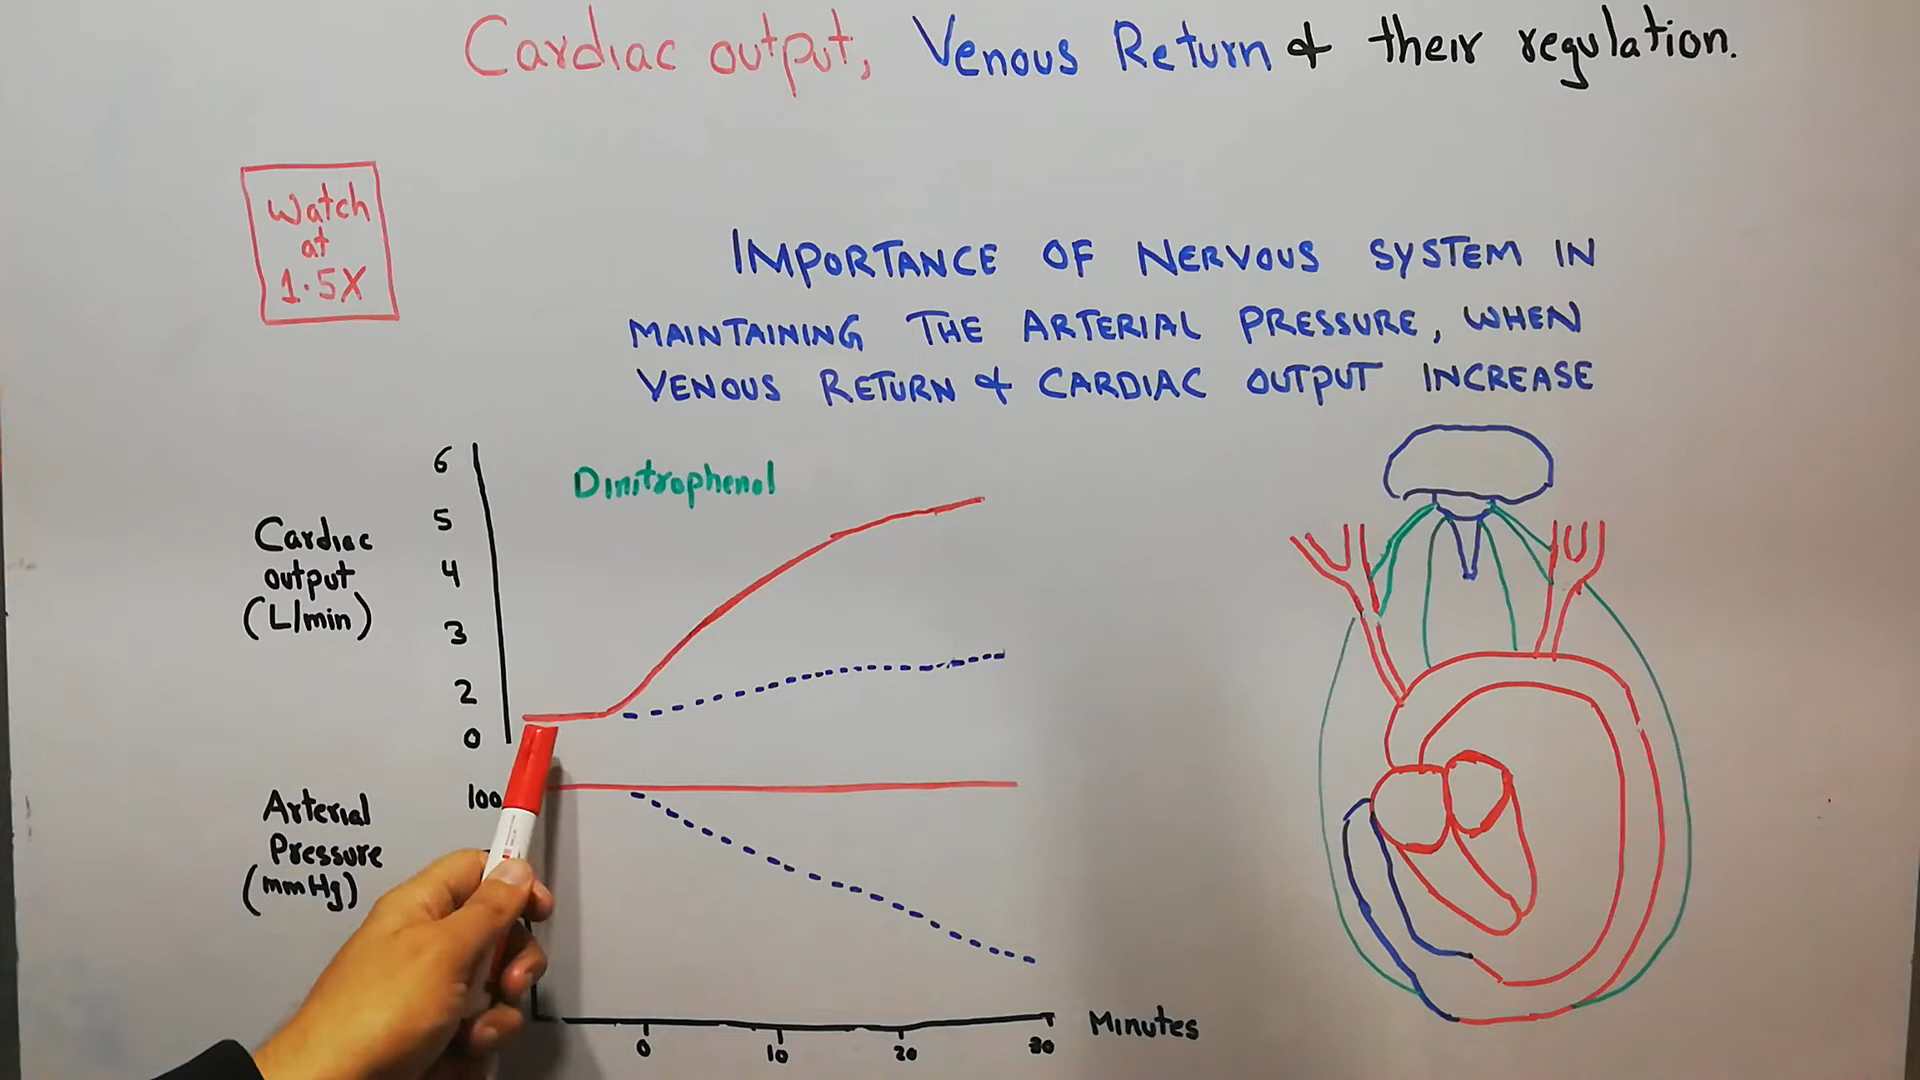 Cardiac output, Venous Return & their regulation.
Watch
at
1.5X
IMPORTANCE OF NERVOUS SYSTEM IN
MAINTAINING THE ARTERIAL PRESSURE, WHEN
VENOUS RETURN & CARDIAC OUTPUT INCREASE
Dinitrophenol
Cardiac
output
(L/min)
6
5
4
3
2
0
Arterial
Pressure
(mmHg)
100
0 10 20 30
Minutes